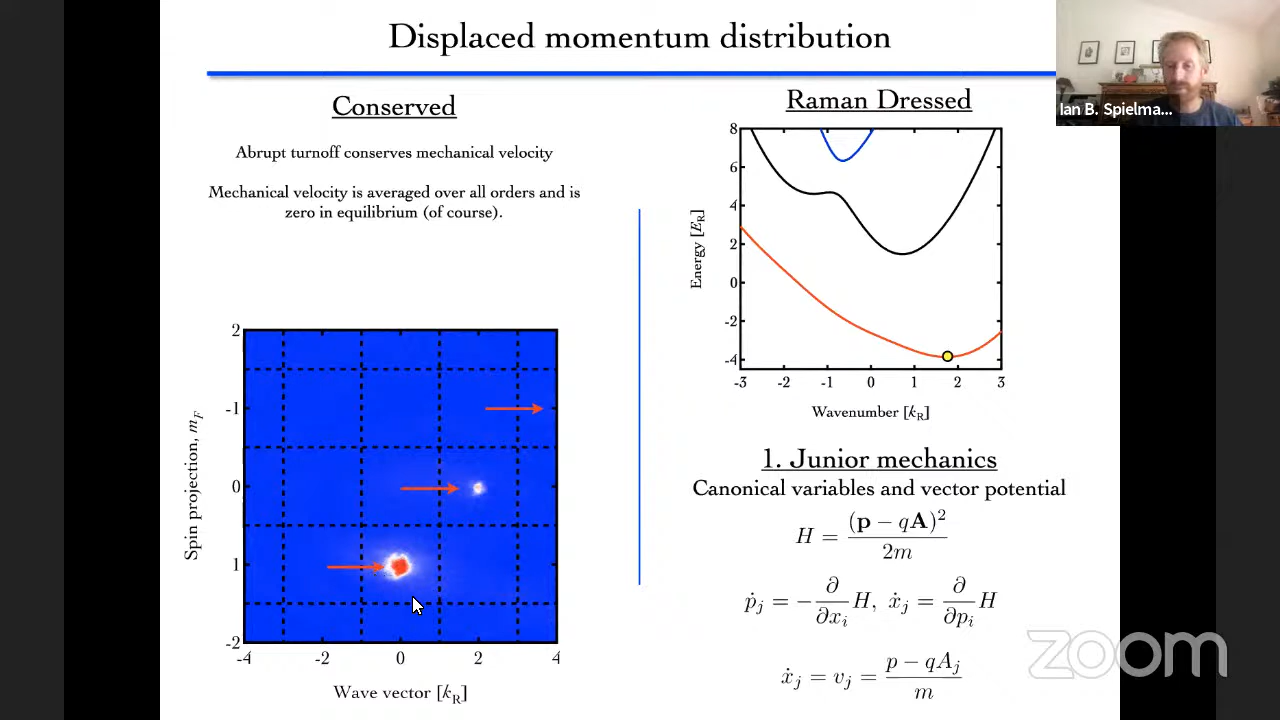 Displaced momentum distribution
Conserved
Abrupt turnoff conserves mechanical velocity
Mechanical velocity is averaged over all orders and is
zero in equilibrium (of course).
2
-1
0
1
-2
-4 -2 0 2 4
Spin projection, m_F
Wave vector [k_R]
Raman Dressed
8
6
4
2
0
-2
-4
-3 -2 -1 0 1 2 3
Energy [E_R]
Wavenumber [k_R]
1. Junior mechanics
Canonical variables and vector potential
H = (p − qA)² / 2m
ṗ_j = − ∂/∂x_i H, ẋ_j = ∂/∂p_i H
ẋ_j = v_j = (p − qA_j) / m
Ian B. Spielma...
zoom